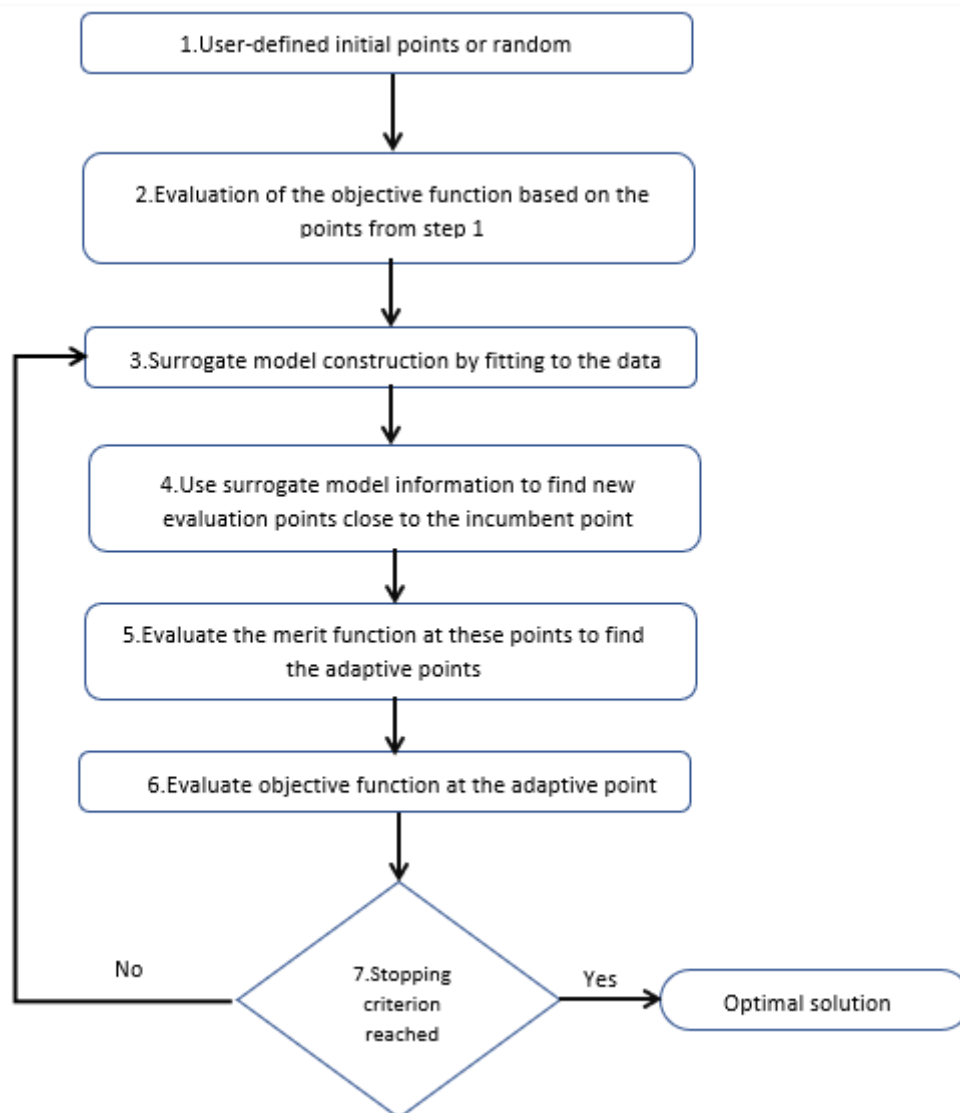 1.User-defined initial points or random
2.Evaluation of the objective function based on the
points from step 1
3.Surrogate model construction by fitting to the data
4.Use surrogate model information to find new
evaluation points close to the incumbent point
5.Evaluate the merit function at these points to find
the adaptive points
6.Evaluate objective function at the adaptive point
No
7.Stopping
criterion
reached
Yes
Optimal solution